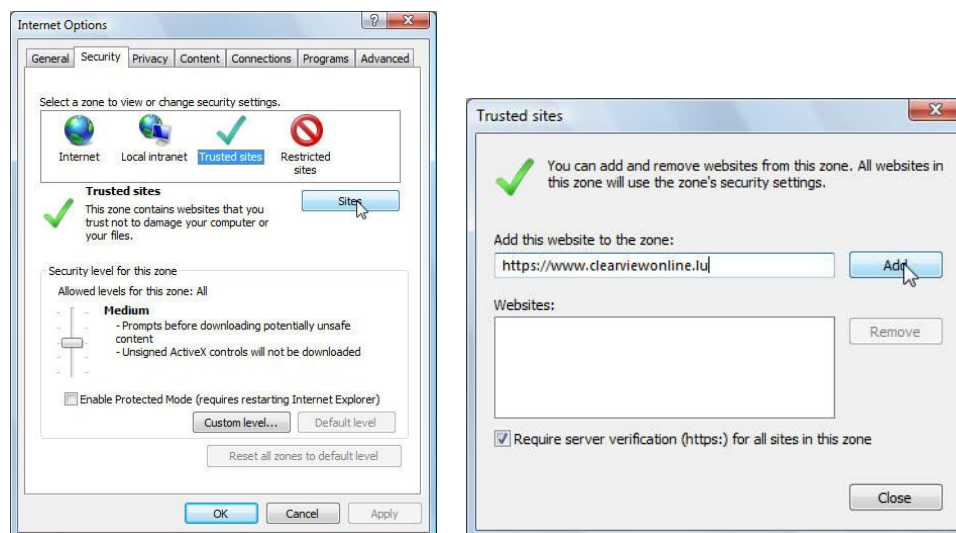 Internet Options
General Security Privacy Content Connections Programs Advanced
Select a zone to view or change security settings.
Internet Local intranet Trusted sites Restricted
sites
Trusted sites
Sites
This zone contains websites that you
trust not to damage your computer or
your files.
Security level for this zone
Allowed levels for this zone: All
Medium
- Prompts before downloading potentially unsafe
content
- Unsigned ActiveX controls will not be downloaded
Enable Protected Mode (requires restarting Internet Explorer)
Custom level... Default level
Reset all zones to default level
OK Cancel Apply
Trusted sites
You can add and remove websites from this zone. All websites in
this zone will use the zone's security settings.
Add this website to the zone:
https://www.clearviewonline.lu Add
Websites:
Remove
Require server verification (https:) for all sites in this zone
Close